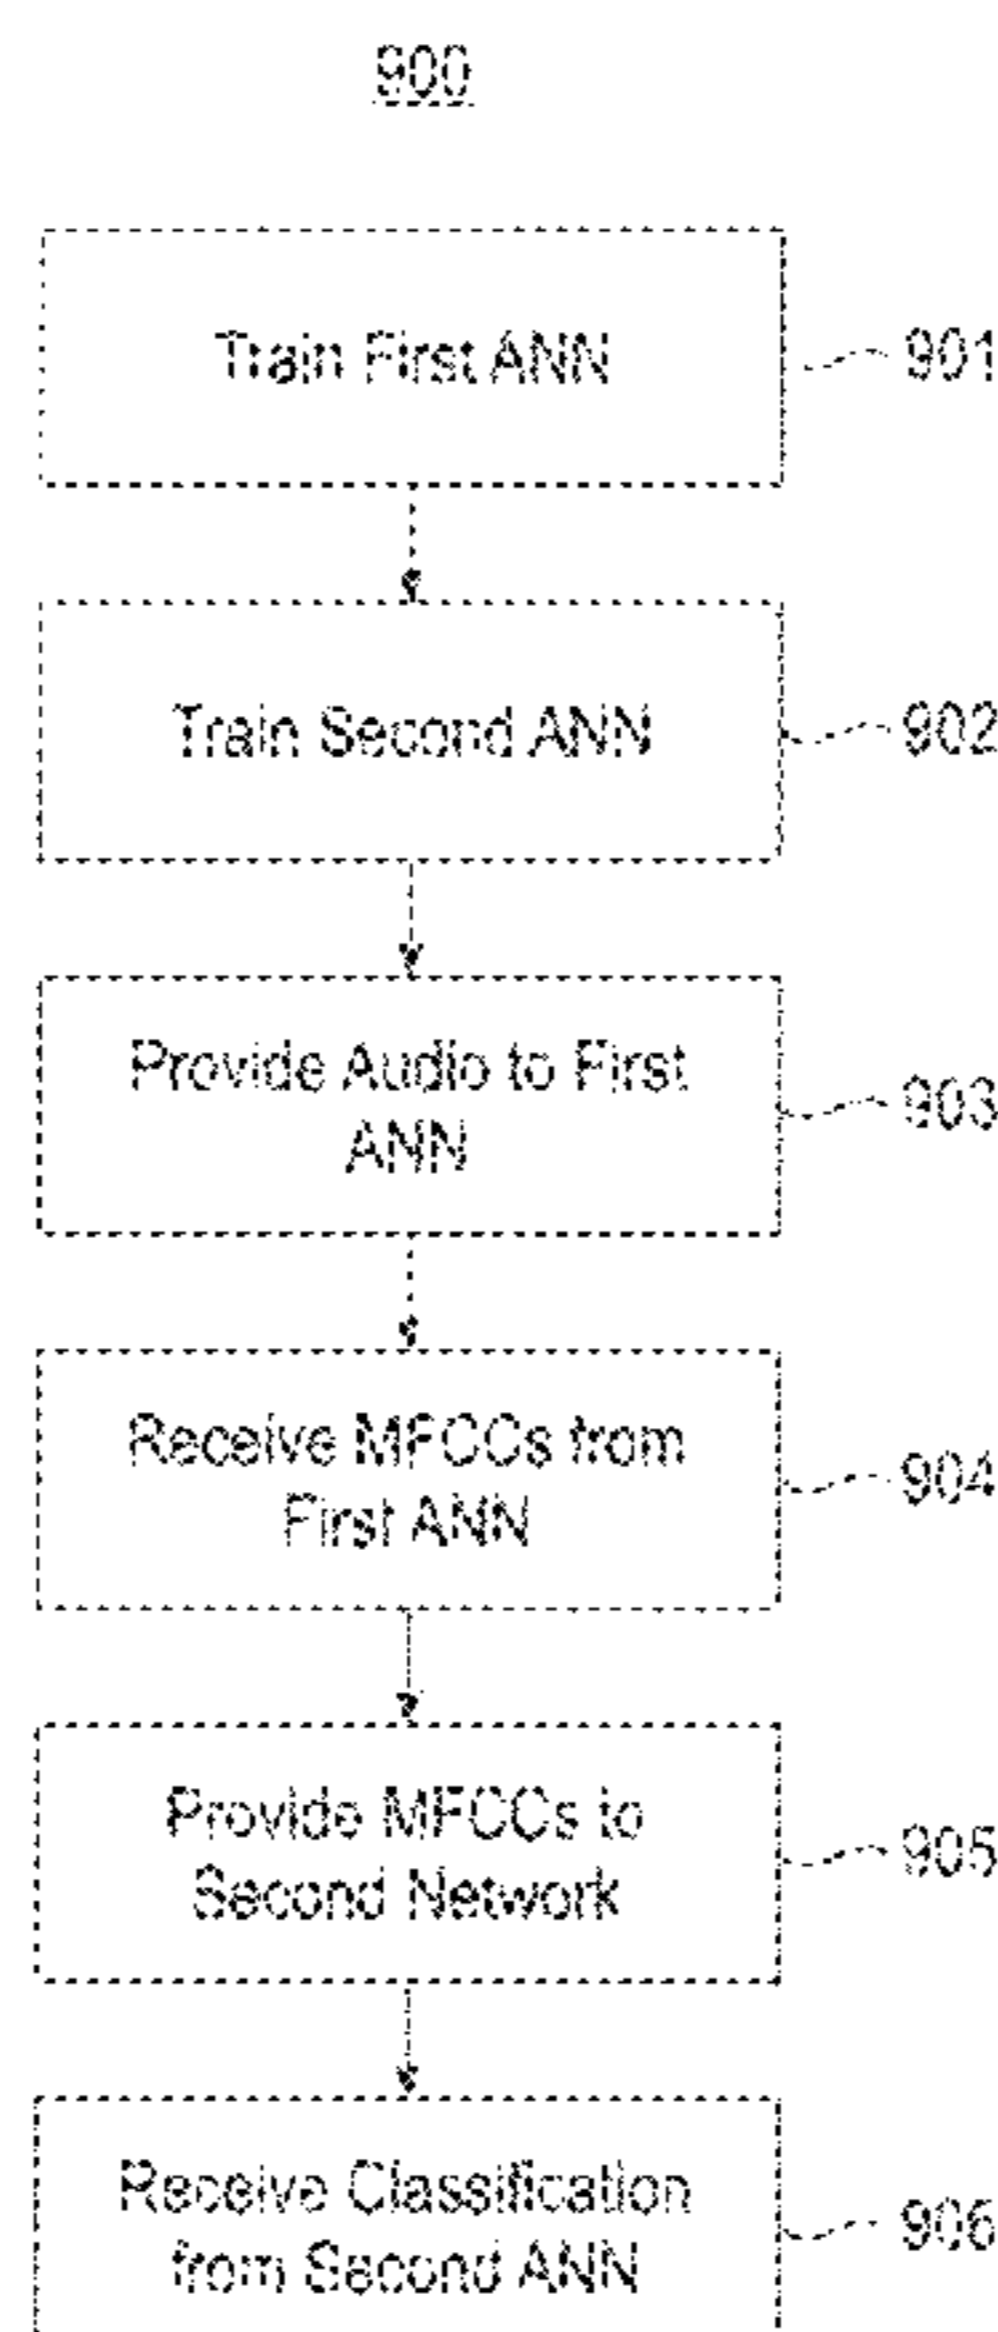 900
Train First ANN
901
Train Second ANN
902
Provide Audio to First
ANN
903
Receive MFCCs from
First ANN
904
Provide MFCCs to
Second Network
905
Receive Classification
from Second ANN
906